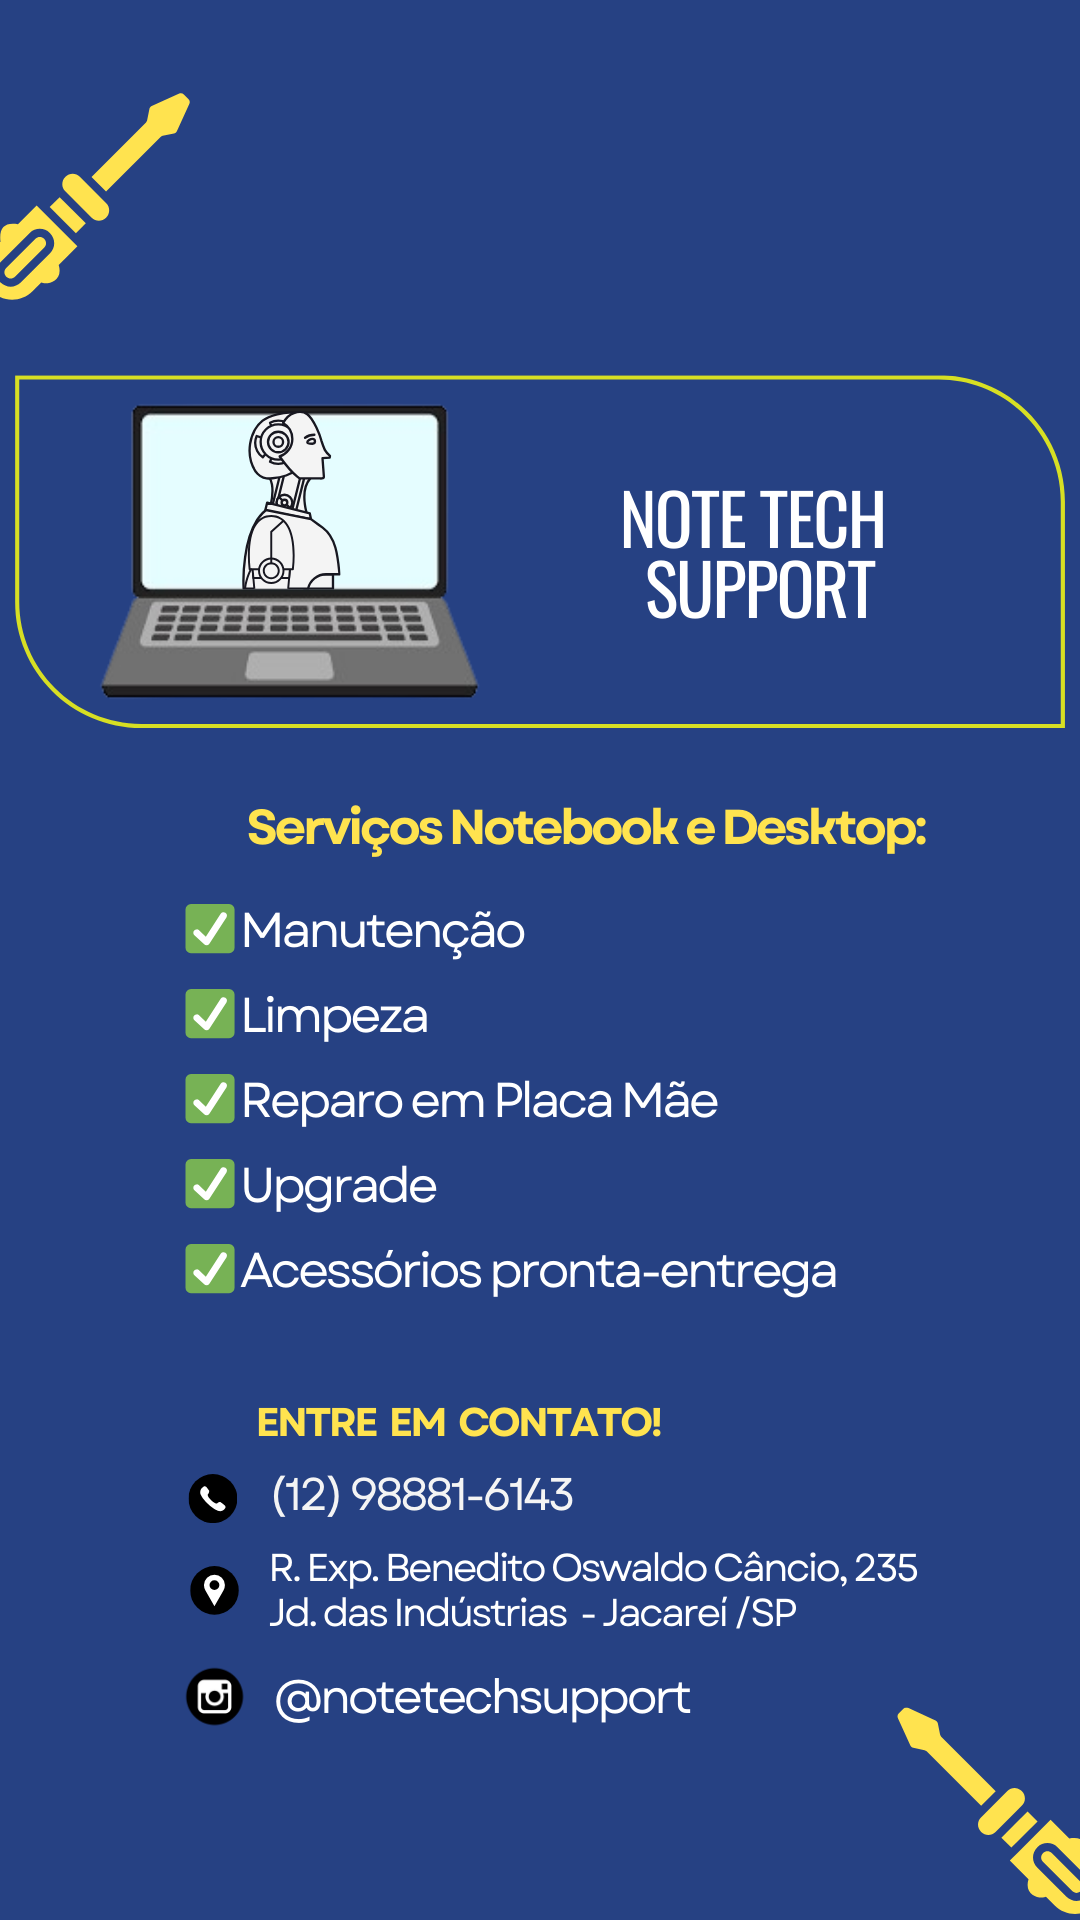 NOTE TECH
SUPPORT
Serviços Notebook e Desktop:
✅Manutenção
✅Limpeza
✅Reparo em Placa Mãe
✅Upgrade
✅Acessórios pronta-entrega
ENTRE EM CONTATO!
(12) 98881-6143
R. Exp. Benedito Oswaldo Câncio, 235
Jd. das Indústrias - Jacareí /SP
@notetechsupport